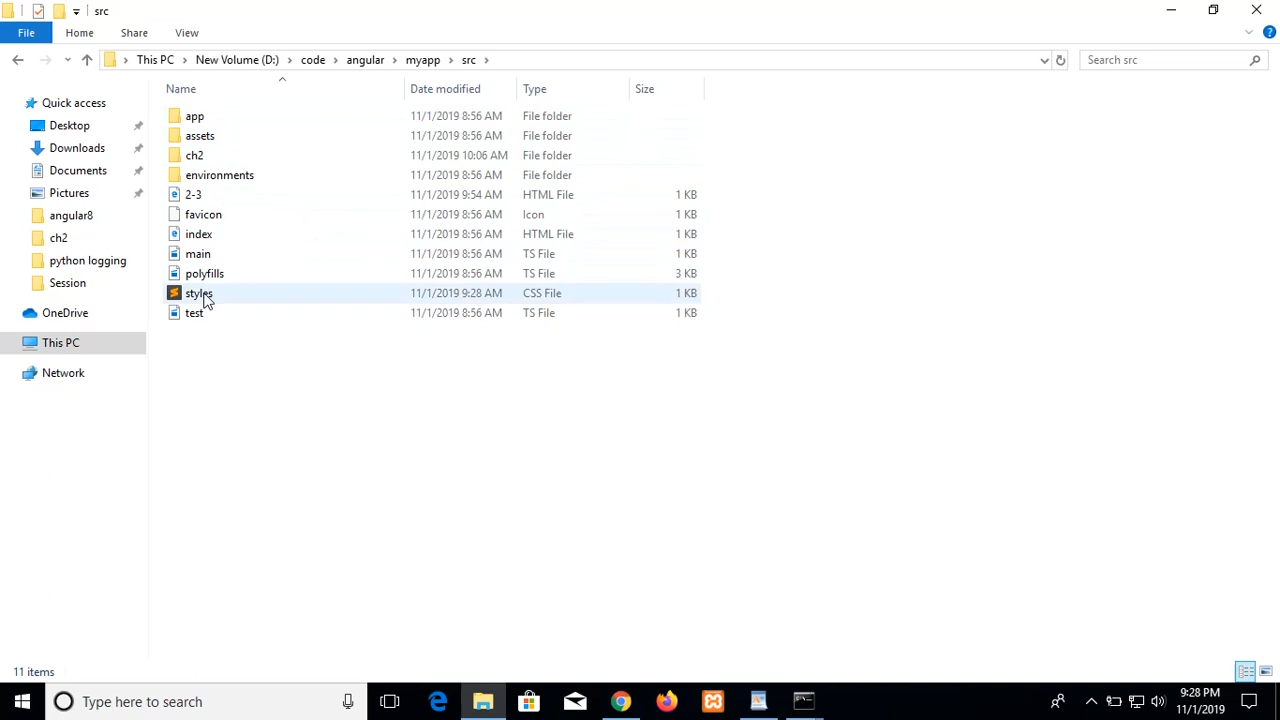 src
File Home Share View
This PC New Volume (D:) code angular myapp src
Search src
Name Date modified Type Size
Quick access
Desktop
Downloads
Documents
Pictures
angular8
ch2
python logging
Session
OneDrive
This PC
Network
app 11/1/2019 8:56 AM File folder
assets 11/1/2019 8:56 AM File folder
ch2 11/1/2019 10:06 AM File folder
environments 11/1/2019 8:56 AM File folder
2-3 11/1/2019 9:54 AM HTML File 1 KB
favicon 11/1/2019 8:56 AM Icon 1 KB
index 11/1/2019 8:56 AM HTML File 1 KB
main 11/1/2019 8:56 AM TS File 1 KB
polyfills 11/1/2019 8:56 AM TS File 3 KB
styles 11/1/2019 9:28 AM CSS File 1 KB
test 11/1/2019 8:56 AM TS File 1 KB
11 items
Type here to search
9:28 PM
11/1/2019